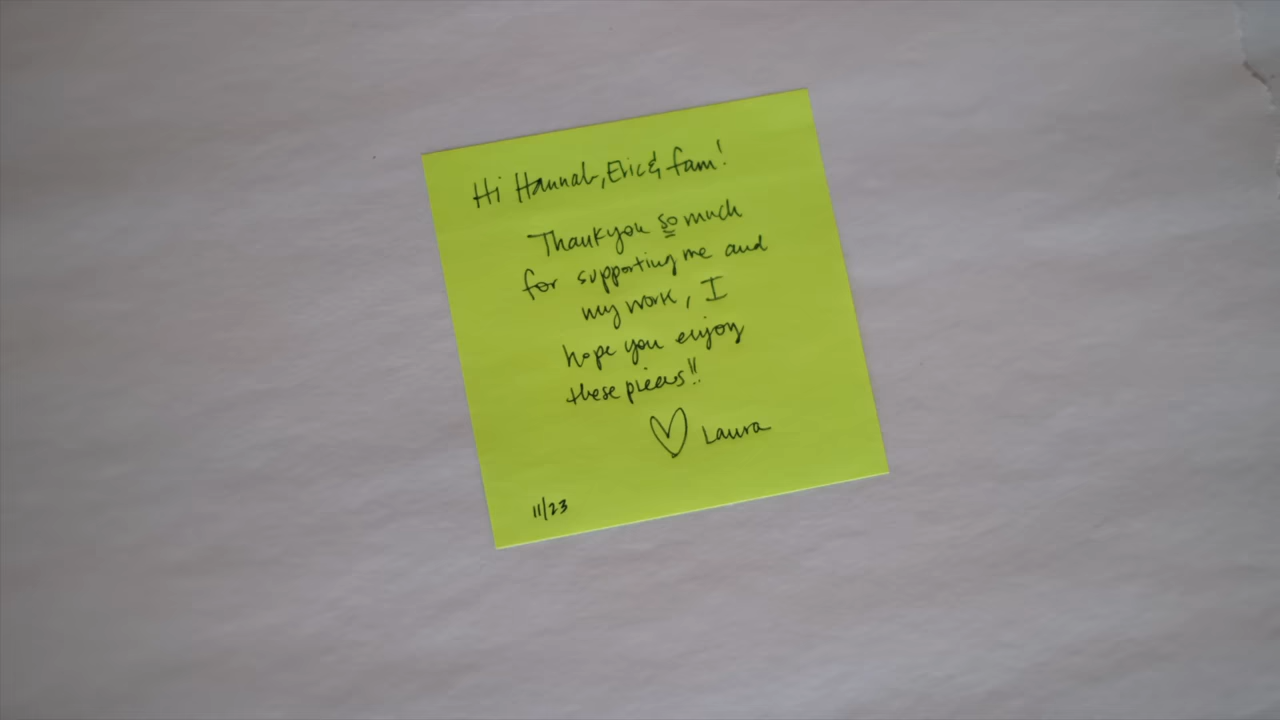 Hi Hannah, Eric & fam!
Thank you so much
for supporting me and
my work, I
hope you enjoy
these pieces!!
♡ Laura
11/23